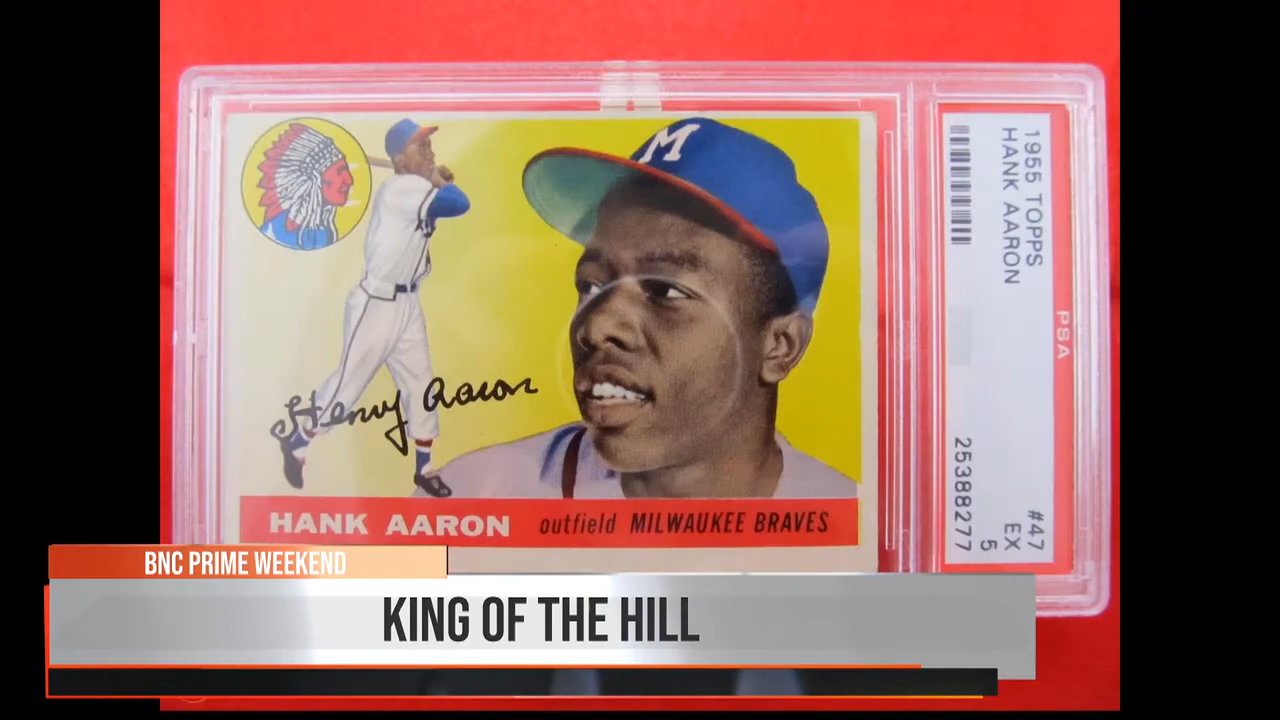 M
Henry Aaron
HANK AARON outfield MILWAUKEE BRAVES
1955 TOPPS
HANK AARON
#47
EX
5
25388277
PSA
BNC PRIME WEEKEND
KING OF THE HILL